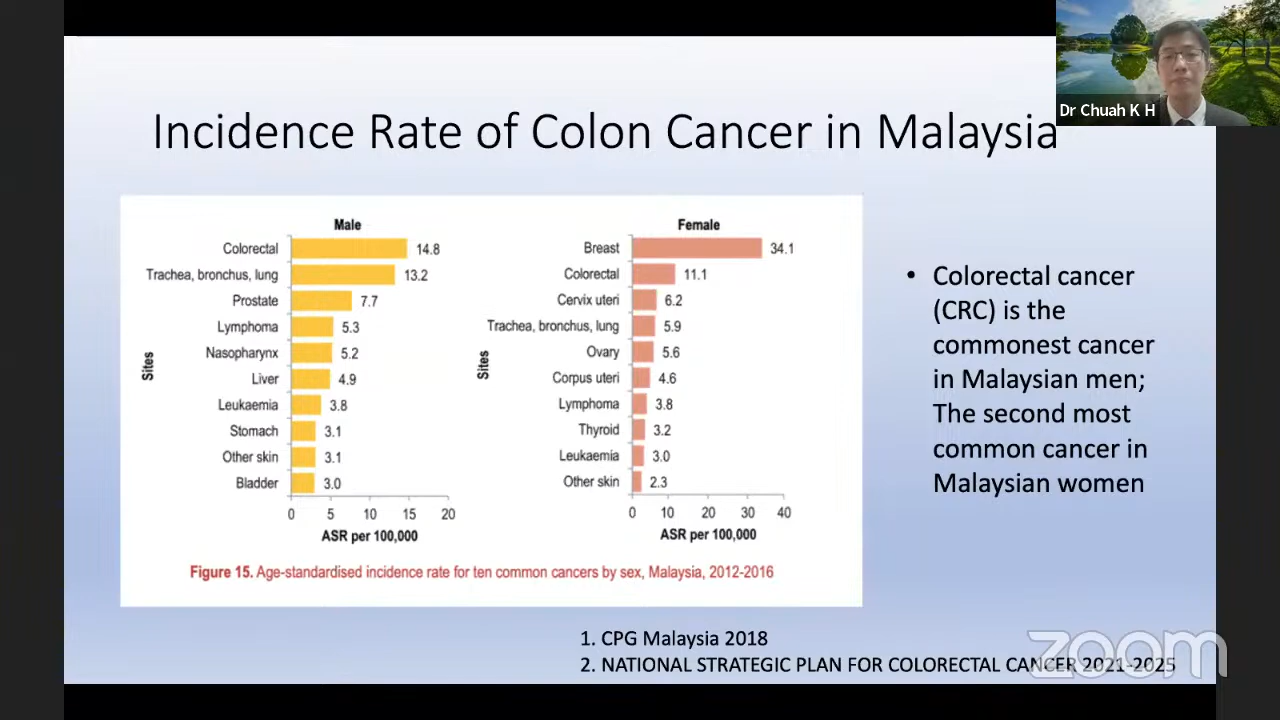 Dr Chuah K H
Incidence Rate of Colon Cancer in Malaysia
Male
Sites
Colorectal 14.8
Trachea, bronchus, lung 13.2
Prostate 7.7
Lymphoma 5.3
Nasopharynx 5.2
Liver 4.9
Leukaemia 3.8
Stomach 3.1
Other skin 3.1
Bladder 3.0
0 5 10 15 20
ASR per 100,000
Female
Sites
Breast 34.1
Colorectal 11.1
Cervix uteri 6.2
Trachea, bronchus, lung 5.9
Ovary 5.6
Corpus uteri 4.6
Lymphoma 3.8
Thyroid 3.2
Leukaemia 3.0
Other skin 2.3
0 10 20 30 40
ASR per 100,000
Figure 15. Age-standardised incidence rate for ten common cancers by sex, Malaysia, 2012-2016
• Colorectal cancer
(CRC) is the
commonest cancer
in Malaysian men;
The second most
common cancer in
Malaysian women
1. CPG Malaysia 2018
2. NATIONAL STRATEGIC PLAN FOR COLORECTAL CANCER 2021-2025
zoom